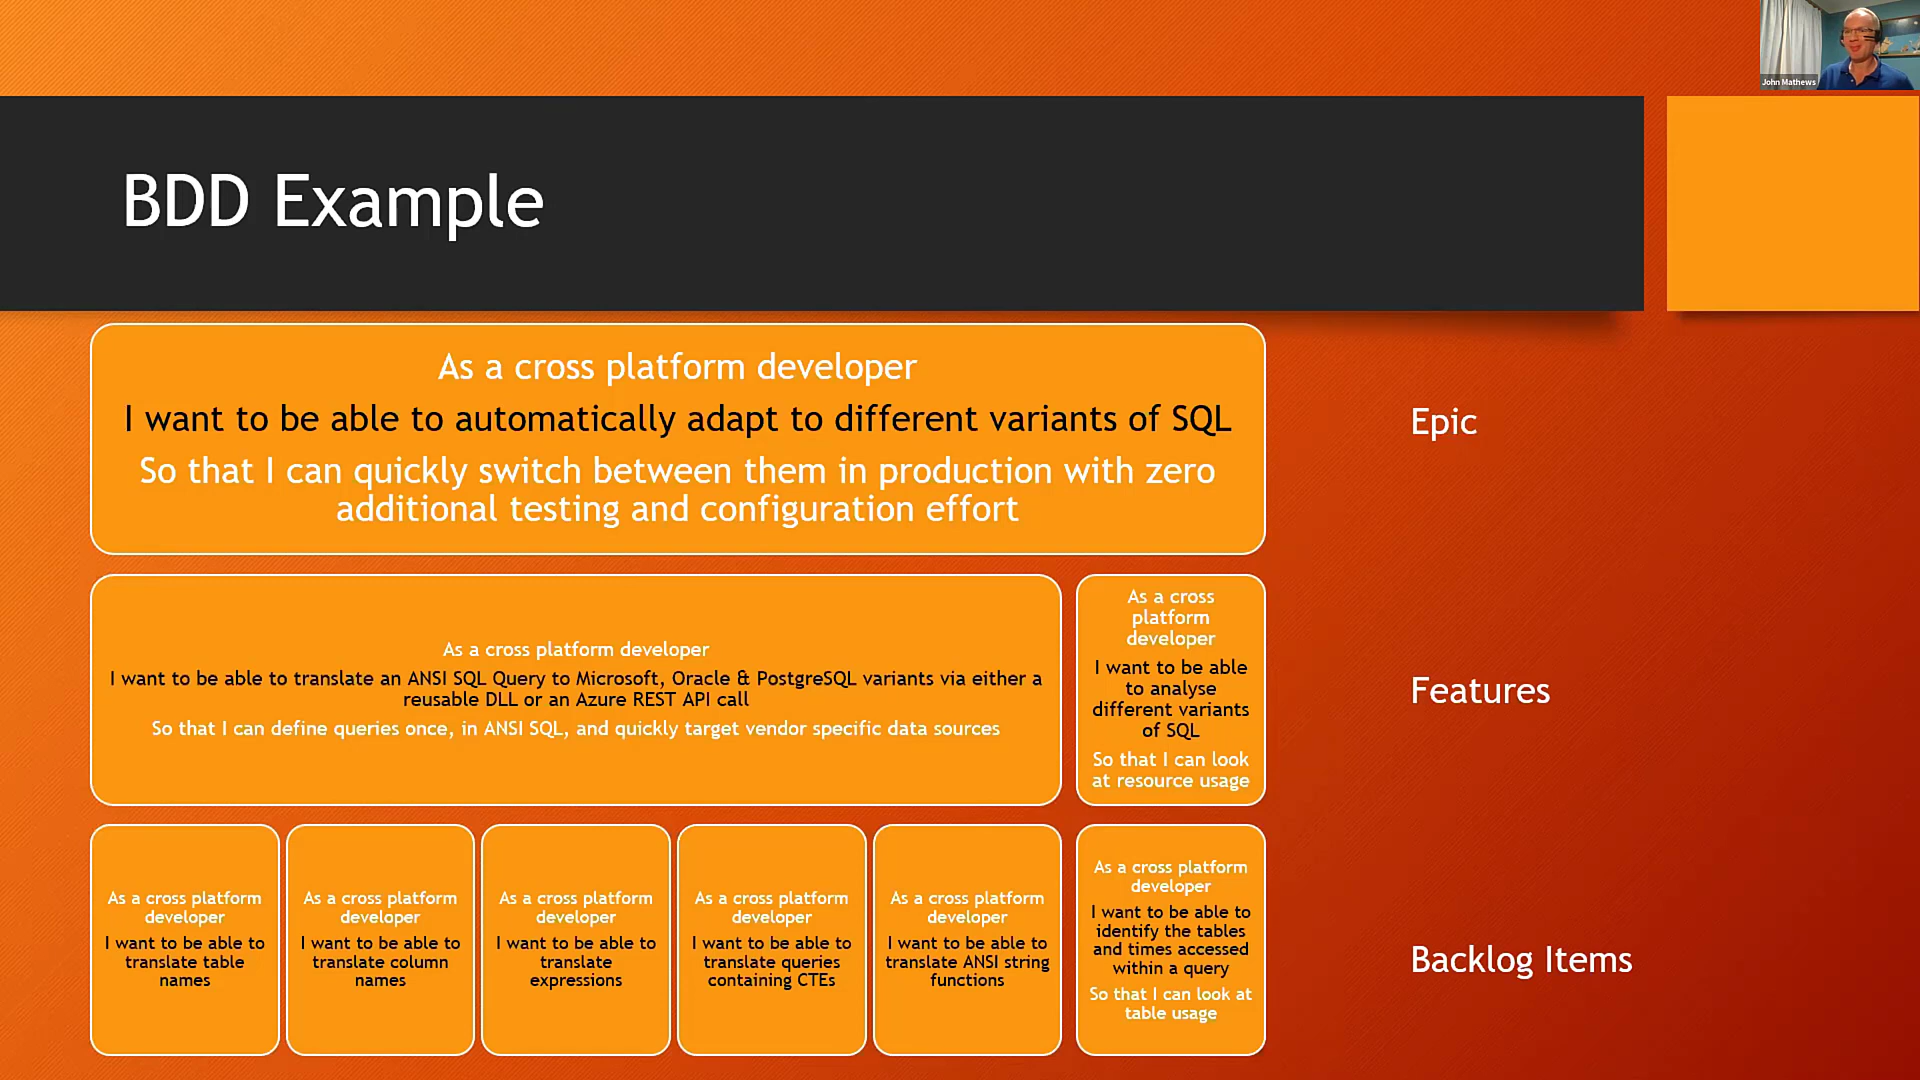 John Mathews
BDD Example
As a cross platform developer
I want to be able to automatically adapt to different variants of SQL
So that I can quickly switch between them in production with zero
additional testing and configuration effort
Epic
As a cross platform developer
I want to be able to translate an ANSI SQL Query to Microsoft, Oracle & PostgreSQL variants via either a
reusable DLL or an Azure REST API call
So that I can define queries once, in ANSI SQL, and quickly target vendor specific data sources
As a cross
platform
developer
I want to be able
to analyse
different variants
of SQL
So that I can look
at resource usage
Features
As a cross platform
developer
I want to be able to
translate table
names
As a cross platform
developer
I want to be able to
translate column
names
As a cross platform
developer
I want to be able to
translate
expressions
As a cross platform
developer
I want to be able to
translate queries
containing CTEs
As a cross platform
developer
I want to be able to
translate ANSI string
functions
As a cross platform
developer
I want to be able to
identify the tables
and times accessed
within a query
So that I can look at
table usage
Backlog Items